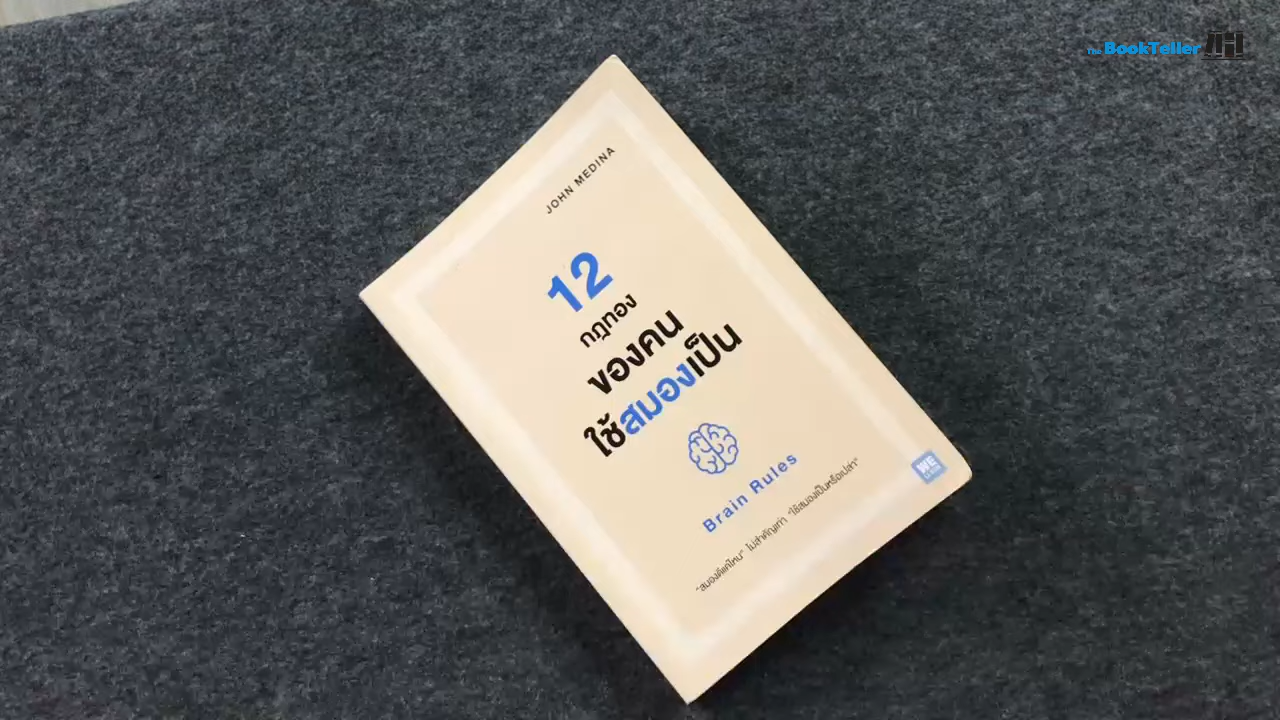 The BookTeller
JOHN MEDINA
12
กฎทอง
ของคน
ใช้สมองเป็น
Brain Rules
"สมองดีแค่ไหน" ไม่สำคัญเท่า "ใช้สมองเป็นหรือเปล่า"
WE